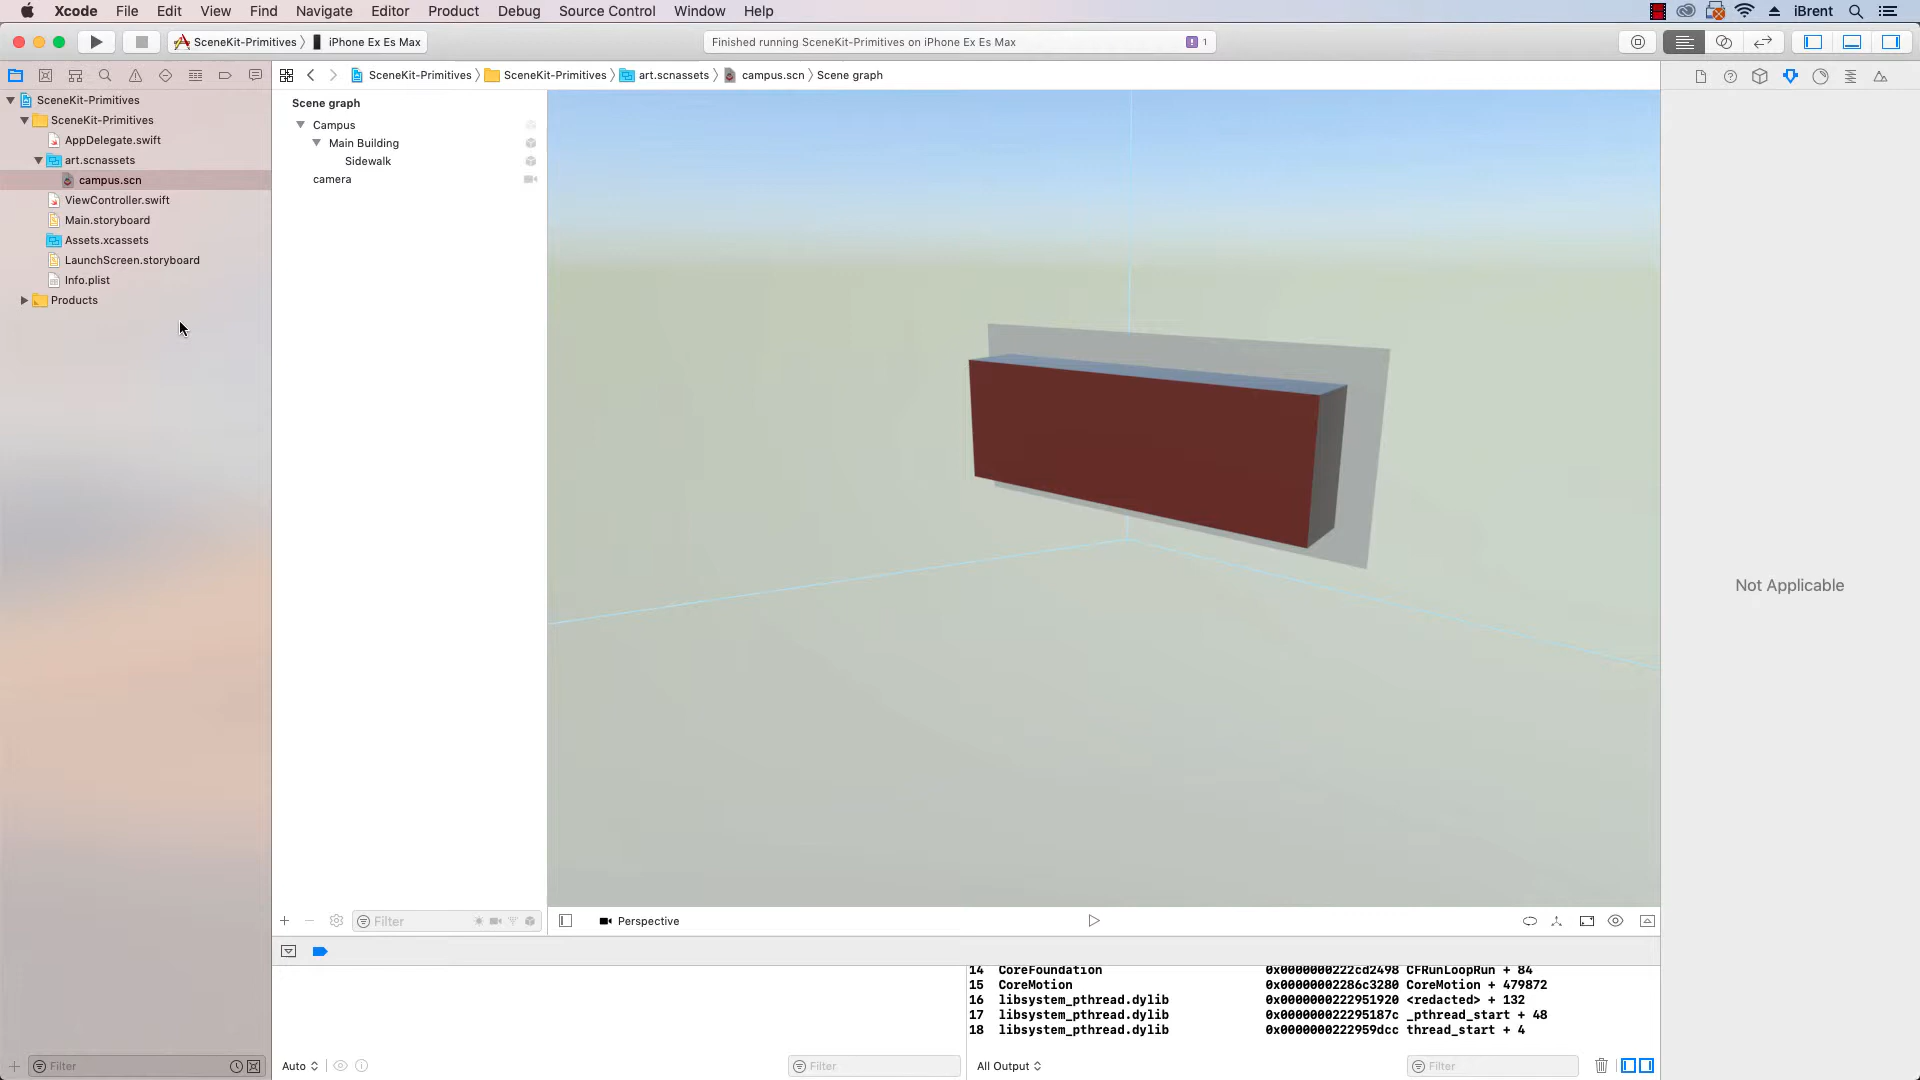 Xcode File Edit View Find Navigate Editor Product Debug Source Control Window Help iBrent
SceneKit-Primitives iPhone Ex Es Max Finished running SceneKit-Primitives on iPhone Ex Es Max 1
SceneKit-Primitives SceneKit-Primitives art.scnassets campus.scn Scene graph
SceneKit-Primitives
SceneKit-Primitives
AppDelegate.swift
art.scnassets
campus.scn
ViewController.swift
Main.storyboard
Assets.xcassets
LaunchScreen.storyboard
Info.plist
Products
Filter
Scene graph
Campus
Main Building
Sidewalk
camera
Filter
Perspective
Not Applicable
14 CoreFoundation 0x0000000222cd2498 CFRunLoopRun + 84
15 CoreMotion 0x00000002286c3280 CoreMotion + 479872
16 libsystem_pthread.dylib 0x0000000222951920 <redacted> + 132
17 libsystem_pthread.dylib 0x000000022295187c _pthread_start + 48
18 libsystem_pthread.dylib 0x0000000222959dcc thread_start + 4
Auto Filter All Output Filter